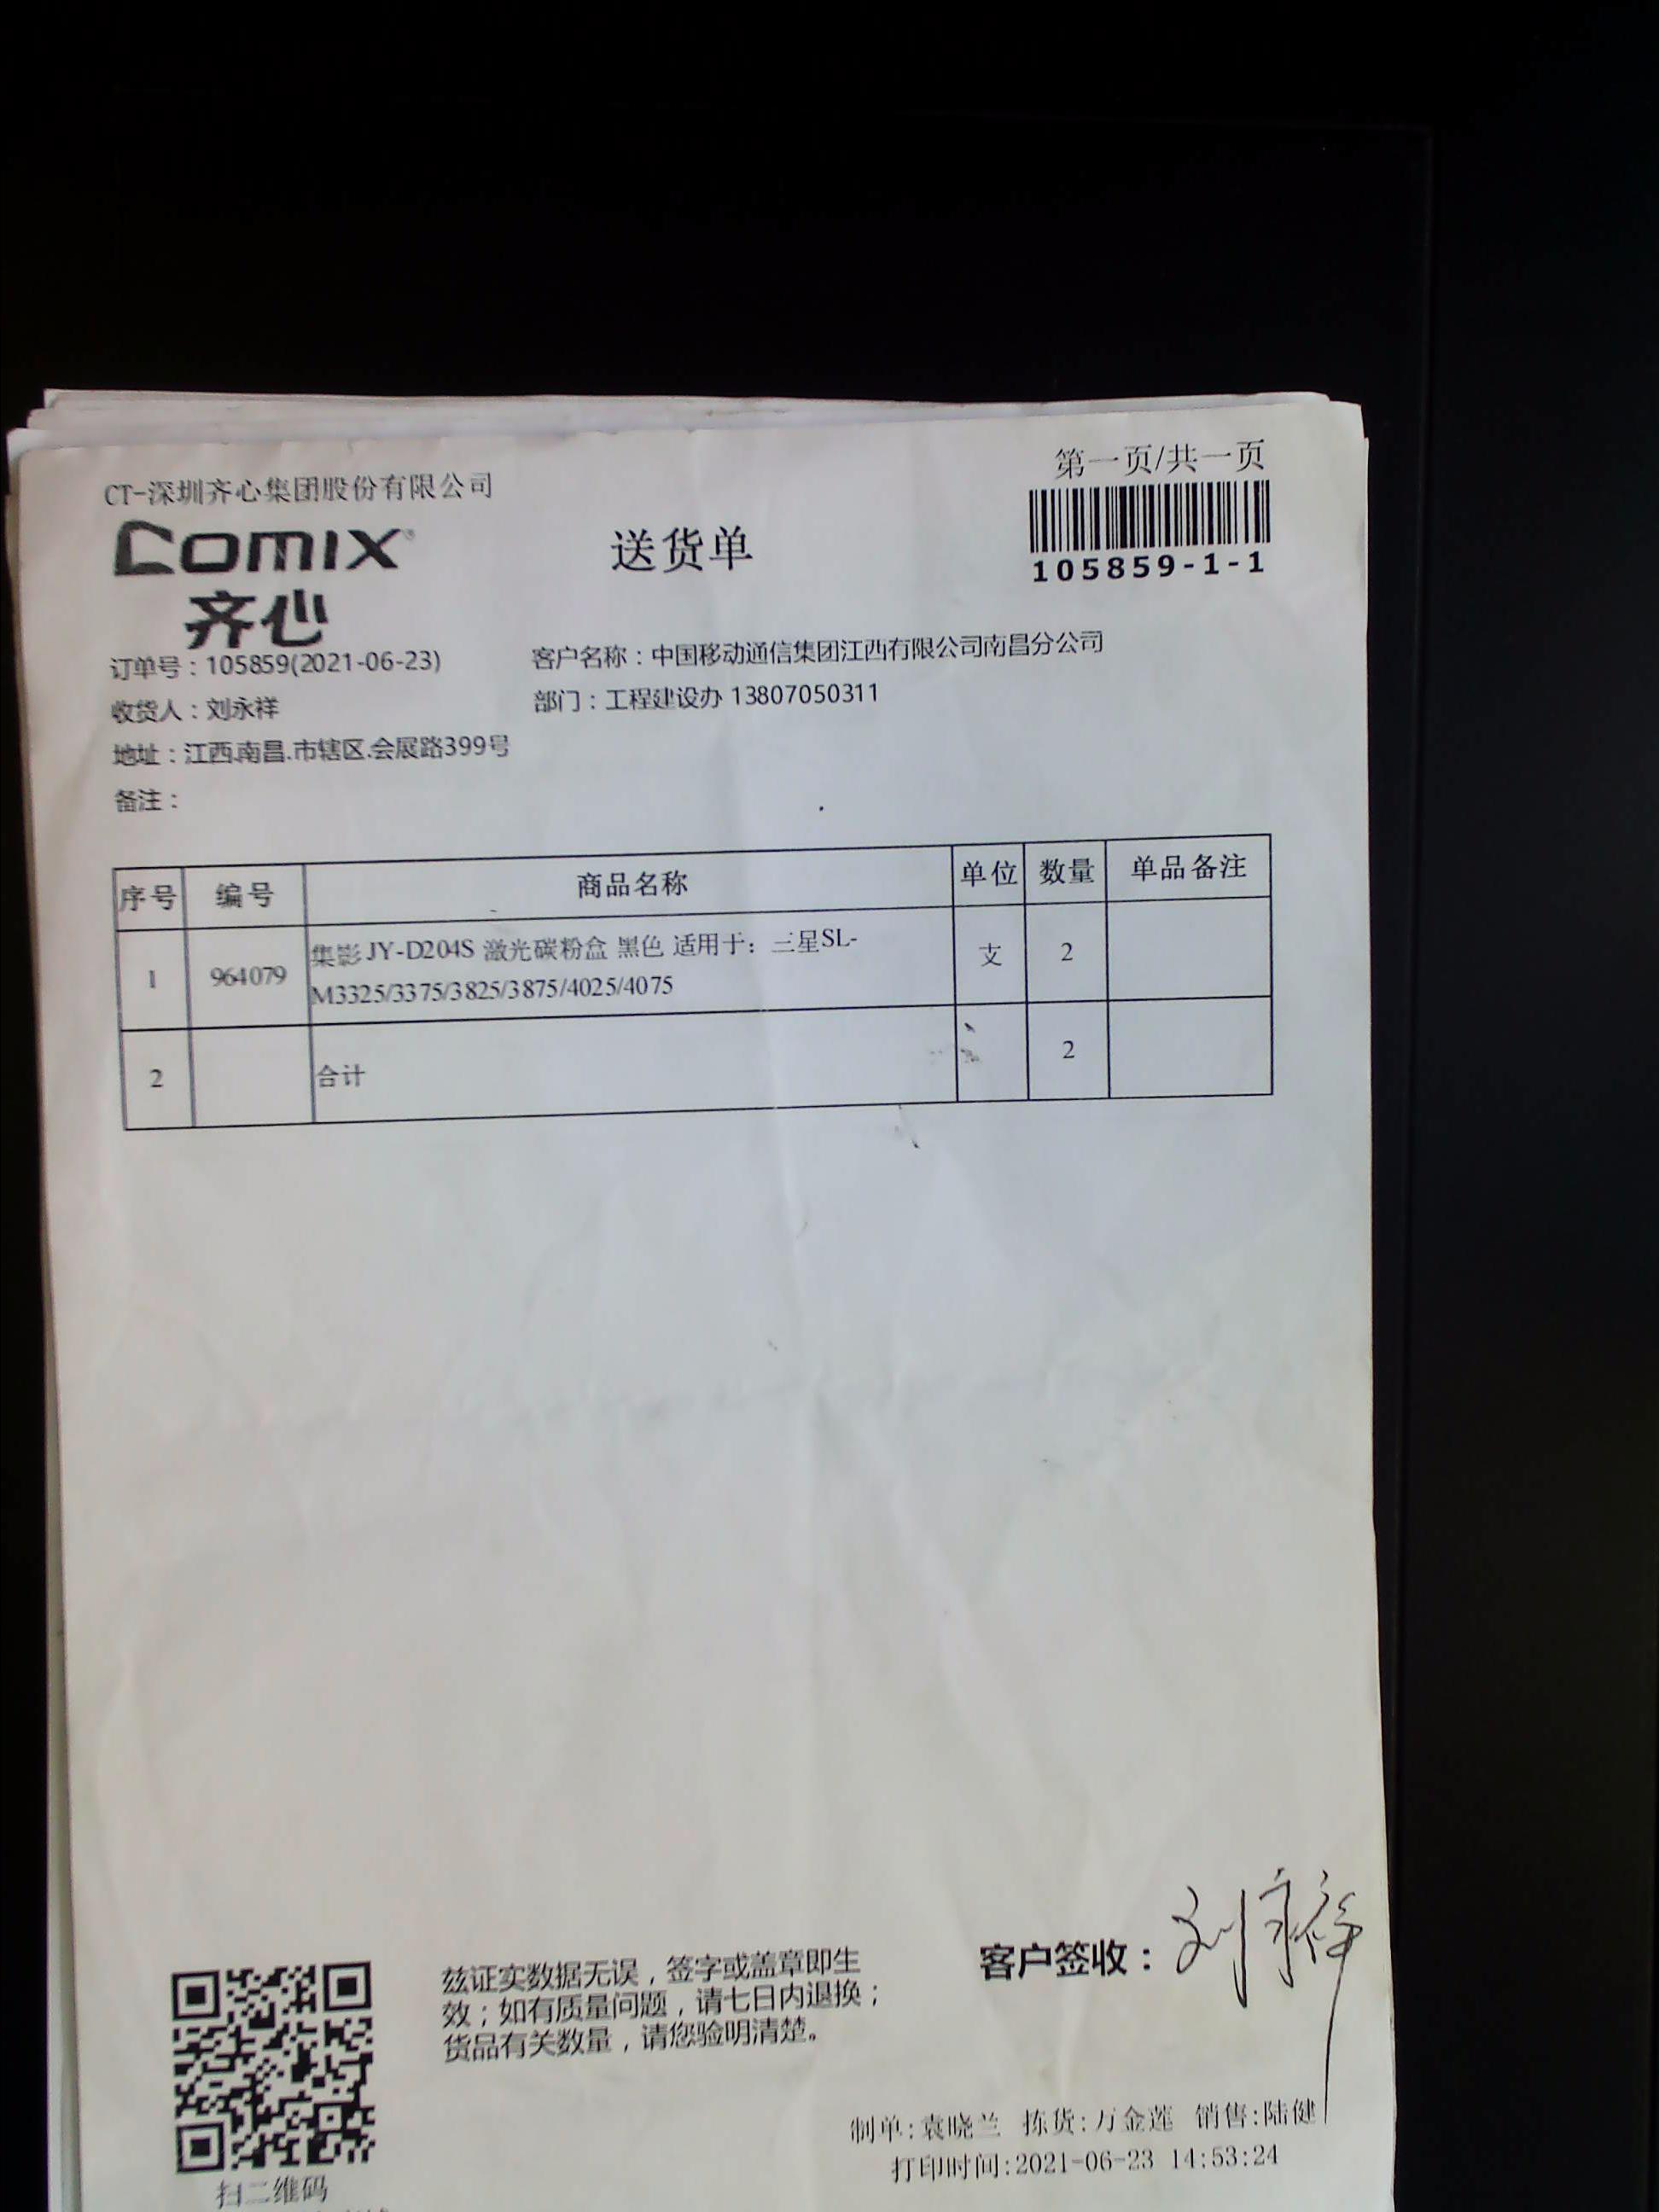 第一页/共一页
CT-深圳齐心集团股份有限公司
COMIX
齐心
送货单
105859-1-1
订单号：105859(2021-06-23)
客户名称：中国移动通信集团江西有限公司南昌分公司
收货人：刘永祥
部门：工程建设办 13807050311
地址：江西.南昌.市辖区.会展路399号
备注：
序号 编号 商品名称 单位 数量 单品备注
1 964079 集影 JY-D204S 激光碳粉盒 黑色 适用于：三星SL-
M3325/3375/3825/3875/4025/4075 支 2
2 合计 2
客户签收：刘永祥
兹证实数据无误，签字或盖章即生
效；如有质量问题，请七日内退换；
货品有关数量，请您验明清楚。
制单:袁晓兰 拣货:万金莲 销售:陆健
打印时间:2021-06-23 14:53:24
扫二维码